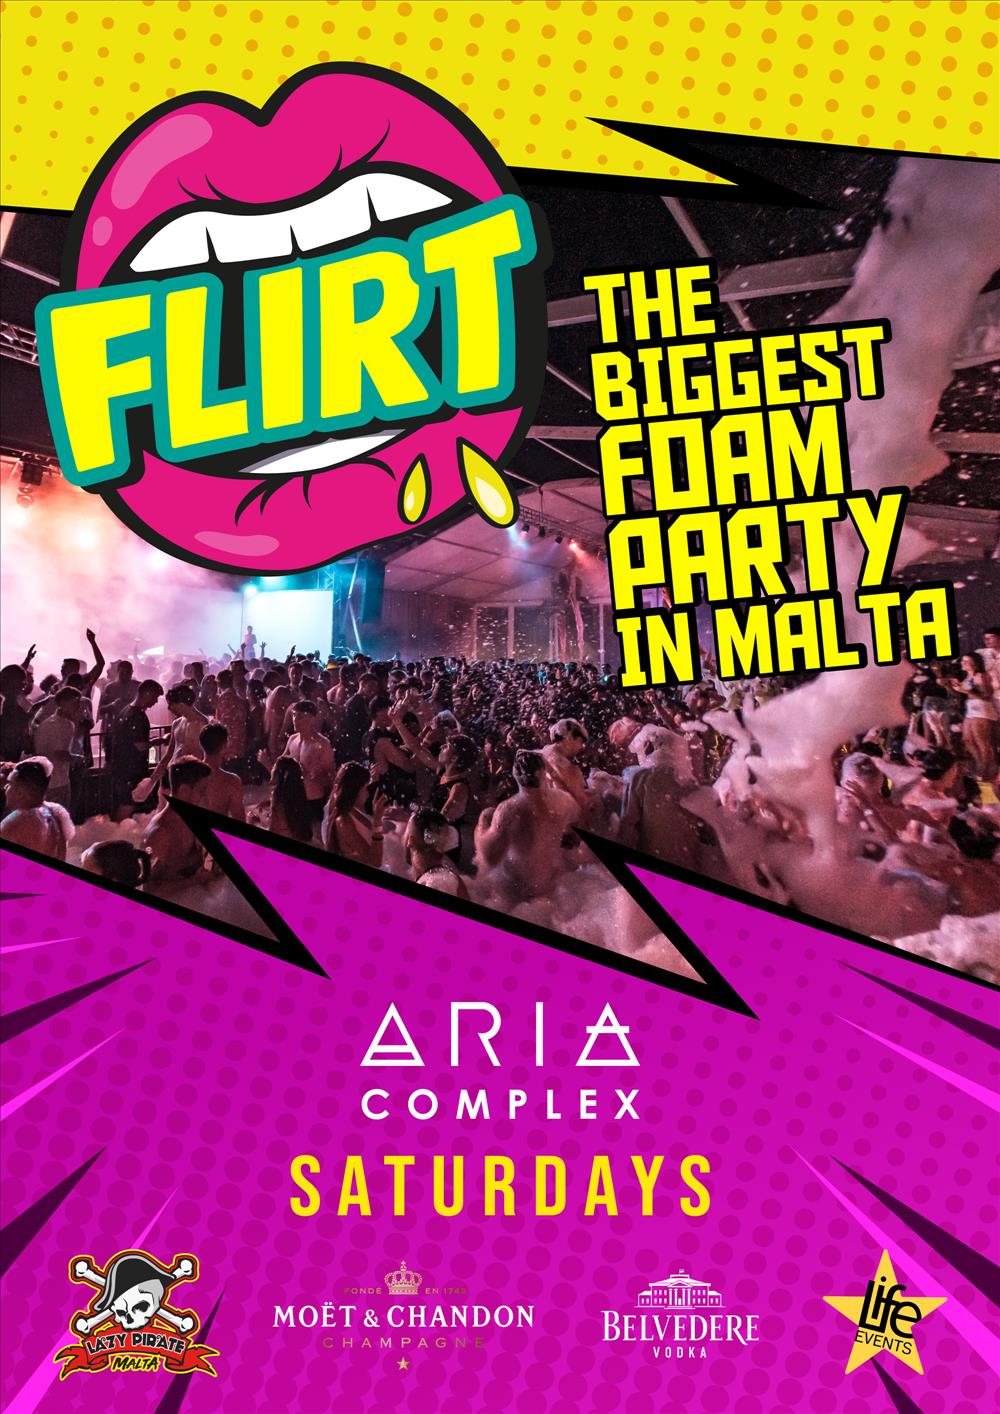 FLIRT
THE
BIGGEST
FOAM
PARTY
IN MALTA
ARIA
COMPLEX
SATURDAYS
LAZY PIRATE
MALTA
FONDÉ EN 1743
MOËT & CHANDON
CHAMPAGNE
BELVEDERE
VODKA
Life
EVENTS